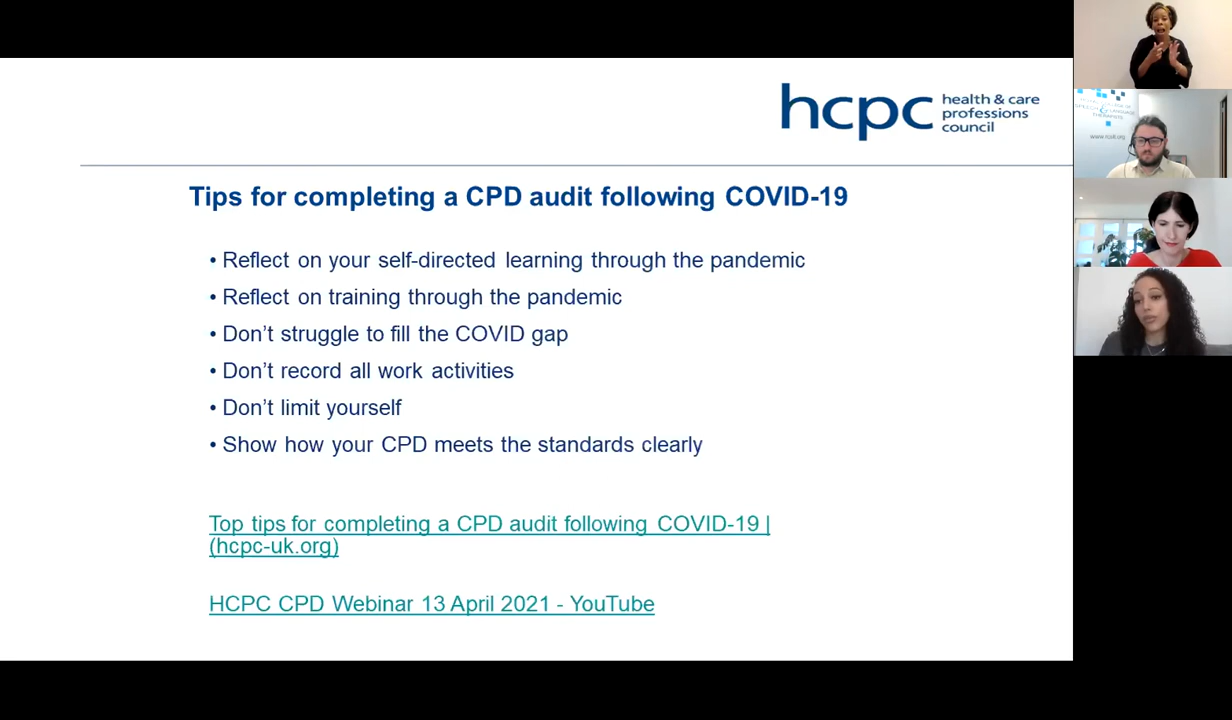 hcpc health & care
professions
council
Tips for completing a CPD audit following COVID-19
• Reflect on your self-directed learning through the pandemic
• Reflect on training through the pandemic
• Don't struggle to fill the COVID gap
• Don't record all work activities
• Don't limit yourself
• Show how your CPD meets the standards clearly
Top tips for completing a CPD audit following COVID-19 |
(hcpc-uk.org)
HCPC CPD Webinar 13 April 2021 - YouTube
SPEECH & LANGUAGE
THERAPISTS